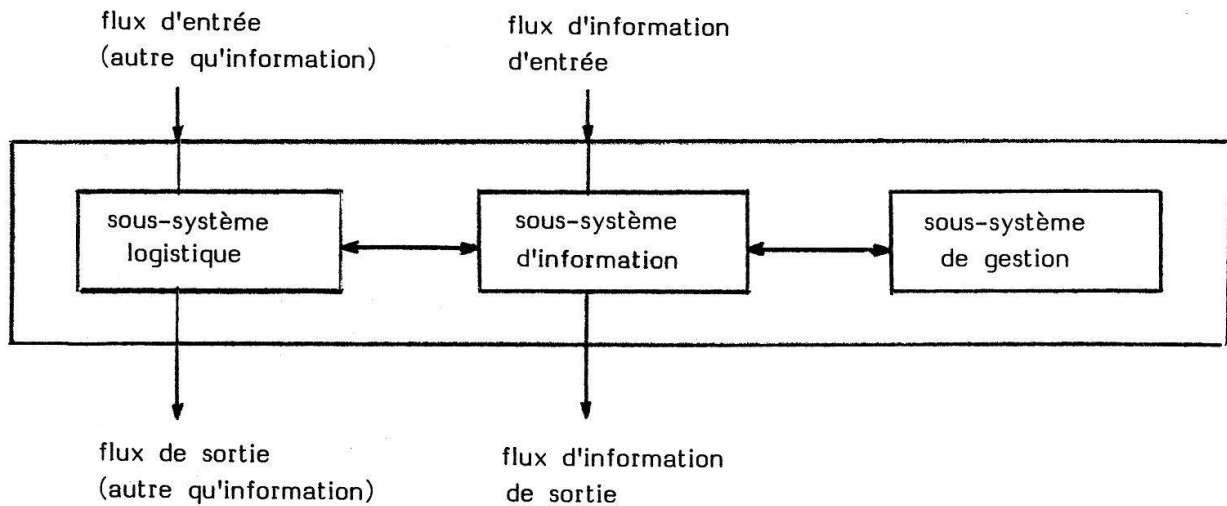 flux d'entrée
(autre qu'information)
flux d'information
d'entrée
sous-système
logistique
sous-système
d'information
sous-système
de gestion
flux de sortie
(autre qu'information)
flux d'information
de sortie